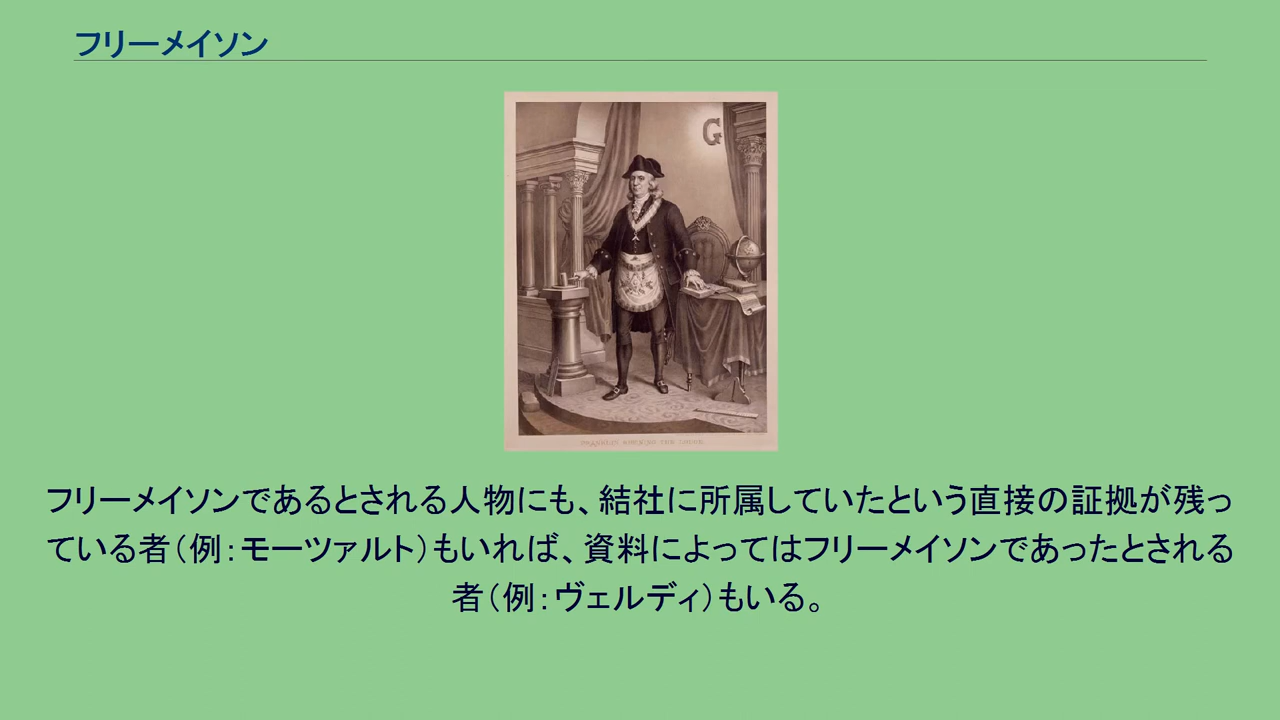 フリーメイソン
G
フリーメイソンであるとされる人物にも、結社に所属していたという直接の証拠が残っ
ている者（例：モーツァルト）もいれば、資料によってはフリーメイソンであったとされる
者（例：ヴェルディ）もいる。